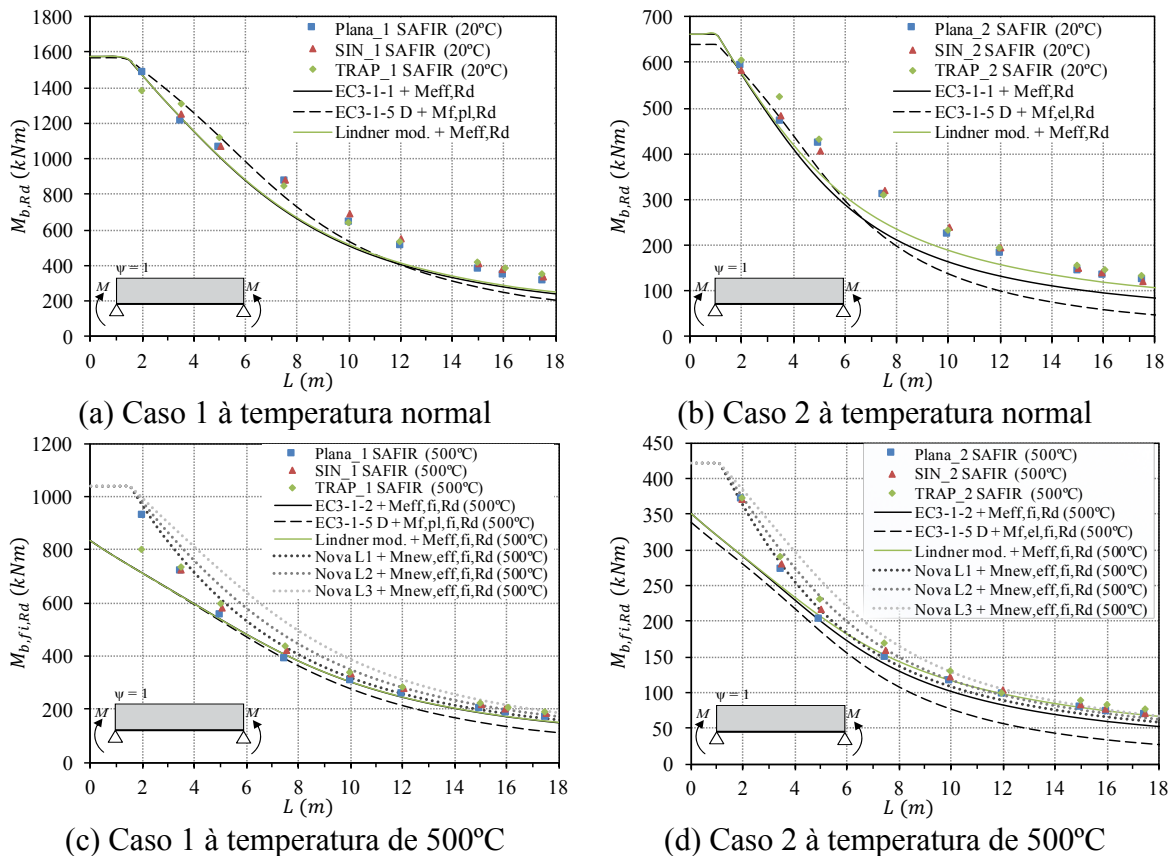 1800
1600
1400
1200
1000
800
600
400
200
0
M_b,Rd (kNm)
Plana_1 SAFIR (20ºC)
SIN_1 SAFIR (20ºC)
TRAP_1 SAFIR (20ºC)
EC3-1-1 + Meff,Rd
EC3-1-5 D + Mf,pl,Rd
Lindner mod. + Meff,Rd
ψ = 1
M M
0 2 4 6 8 10 12 14 16 18
L (m)
(a) Caso 1 à temperatura normal
700
600
500
400
300
200
100
0
M_b,Rd (kNm)
Plana_2 SAFIR (20ºC)
SIN_2 SAFIR (20ºC)
TRAP_2 SAFIR (20ºC)
EC3-1-1 + Meff,Rd
EC3-1-5 D + Mf,el,Rd
Lindner mod. + Meff,Rd
ψ = 1
M M
0 2 4 6 8 10 12 14 16 18
L (m)
(b) Caso 2 à temperatura normal
1200
1000
800
600
400
200
0
M_b,fi,Rd (kNm)
Plana_1 SAFIR (500ºC)
SIN_1 SAFIR (500ºC)
TRAP_1 SAFIR (500ºC)
EC3-1-2 + Meff,fi,Rd (500ºC)
EC3-1-5 D + Mf,pl,fi,Rd (500ºC)
Lindner mod. + Meff,fi,Rd (500ºC)
Nova L1 + Mnew,eff,fi,Rd (500ºC)
Nova L2 + Mnew,eff,fi,Rd (500ºC)
Nova L3 + Mnew,eff,fi,Rd (500ºC)
ψ = 1
M M
0 2 4 6 8 10 12 14 16 18
L (m)
(c) Caso 1 à temperatura de 500ºC
450
400
350
300
250
200
150
100
50
0
M_b,fi,Rd (kNm)
Plana_2 SAFIR (500ºC)
SIN_2 SAFIR (500ºC)
TRAP_2 SAFIR (500ºC)
EC3-1-2 + Meff,fi,Rd (500ºC)
EC3-1-5 D + Mf,el,fi,Rd (500ºC)
Lindner mod. + Meff,fi,Rd (500ºC)
Nova L1 + Mnew,eff,fi,Rd (500ºC)
Nova L2 + Mnew,eff,fi,Rd (500ºC)
Nova L3 + Mnew,eff,fi,Rd (500ºC)
ψ = 1
M M
0 2 4 6 8 10 12 14 16 18
L (m)
(d) Caso 2 à temperatura de 500ºC